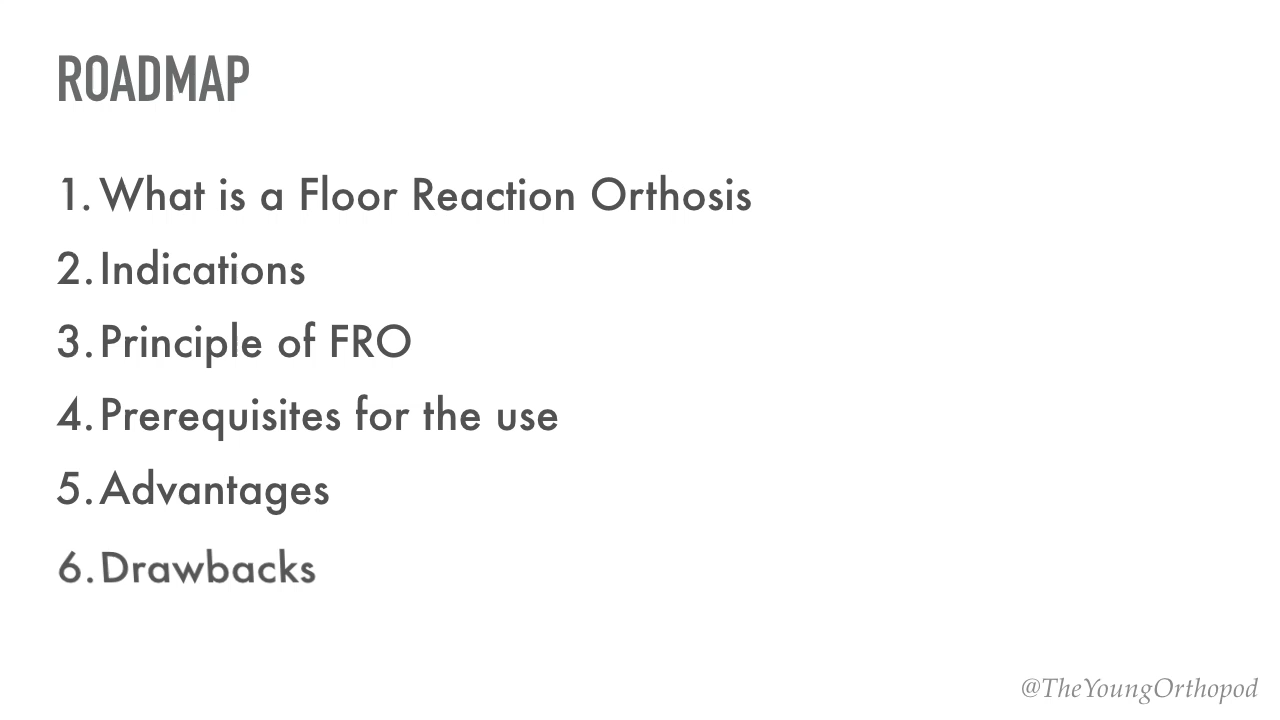 ROADMAP
1. What is a Floor Reaction Orthosis
2. Indications
3. Principle of FRO
4. Prerequisites for the use
5. Advantages
6. Drawbacks
@TheYoungOrthopod